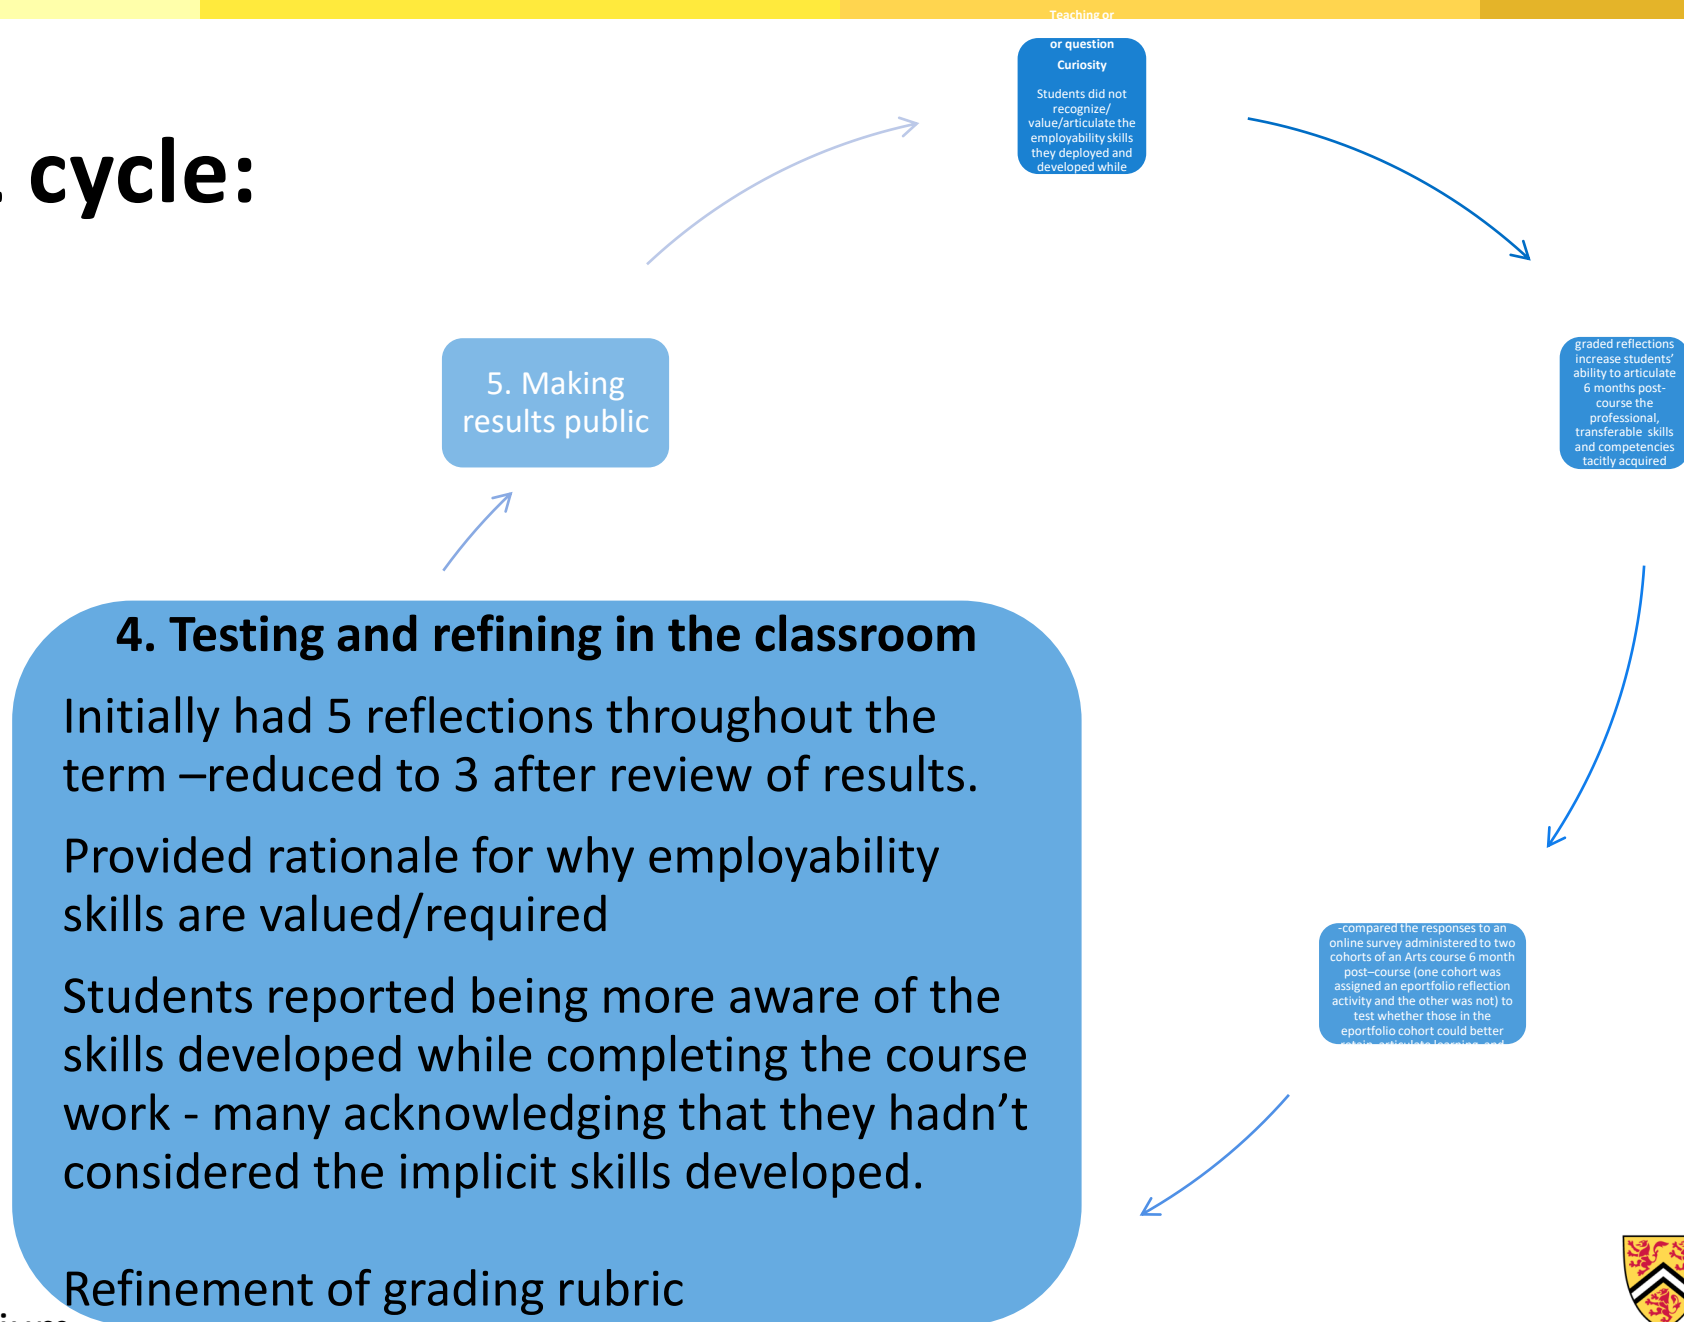 cycle:
Teaching or
or question
Curiosity
Students did not
recognize/
value/articulate the
employability skills
they deployed and
developed while
graded reflections
increase students'
ability to articulate
6 months post-
course the
professional,
transferable skills
and competencies
tacitly acquired
-compared the responses to an
online survey administered to two
cohorts of an Arts course 6 month
post–course (one cohort was
assigned an eportfolio reflection
activity and the other was not) to
test whether those in the
eportfolio cohort could better
retain, articulate learning, and
4. Testing and refining in the classroom
Initially had 5 reflections throughout the
term –reduced to 3 after review of results.
Provided rationale for why employability
skills are valued/required
Students reported being more aware of the
skills developed while completing the course
work - many acknowledging that they hadn't
considered the implicit skills developed.
Refinement of grading rubric
5. Making
results public